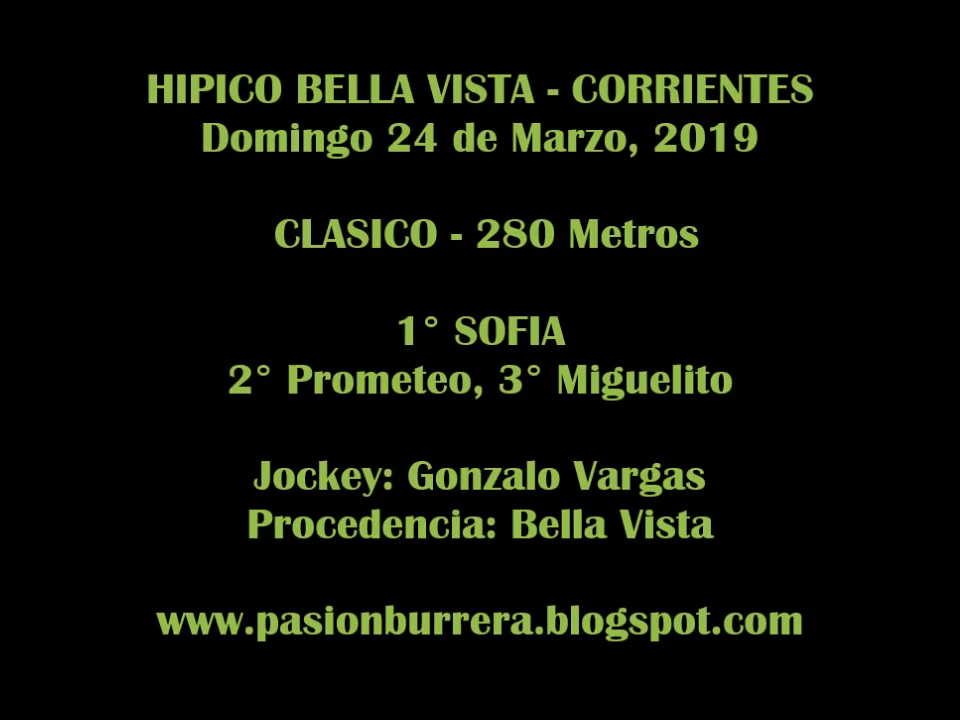 HIPICO BELLA VISTA - CORRIENTES
Domingo 24 de Marzo, 2019
CLASICO - 280 Metros
1° SOFIA
2° Prometeo, 3° Miguelito
Jockey: Gonzalo Vargas
Procedencia: Bella Vista
www.pasionburrera.blogspot.com